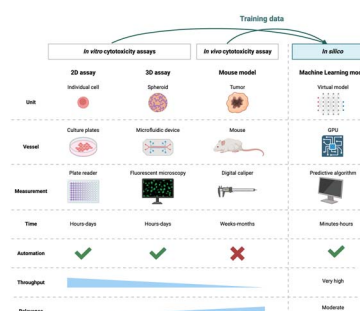 Training data
In vitro cytotoxicity assays
In vivo cytotoxicity assay
In silico
2D assay
3D assay
Mouse model
Machine Learning mod
Unit
Individual cell
Spheroid
Tumor
Virtual model
Vessel
Culture plates
Microfluidic device
Mouse
GPU
Measurement
Plate reader
Fluorescent microscopy
Digital caliper
Predictive algorithm
Time
Hours-days
Hours-days
Weeks-months
Minutes-hours
Automation
Throughput
Very high
Relevance
Moderate